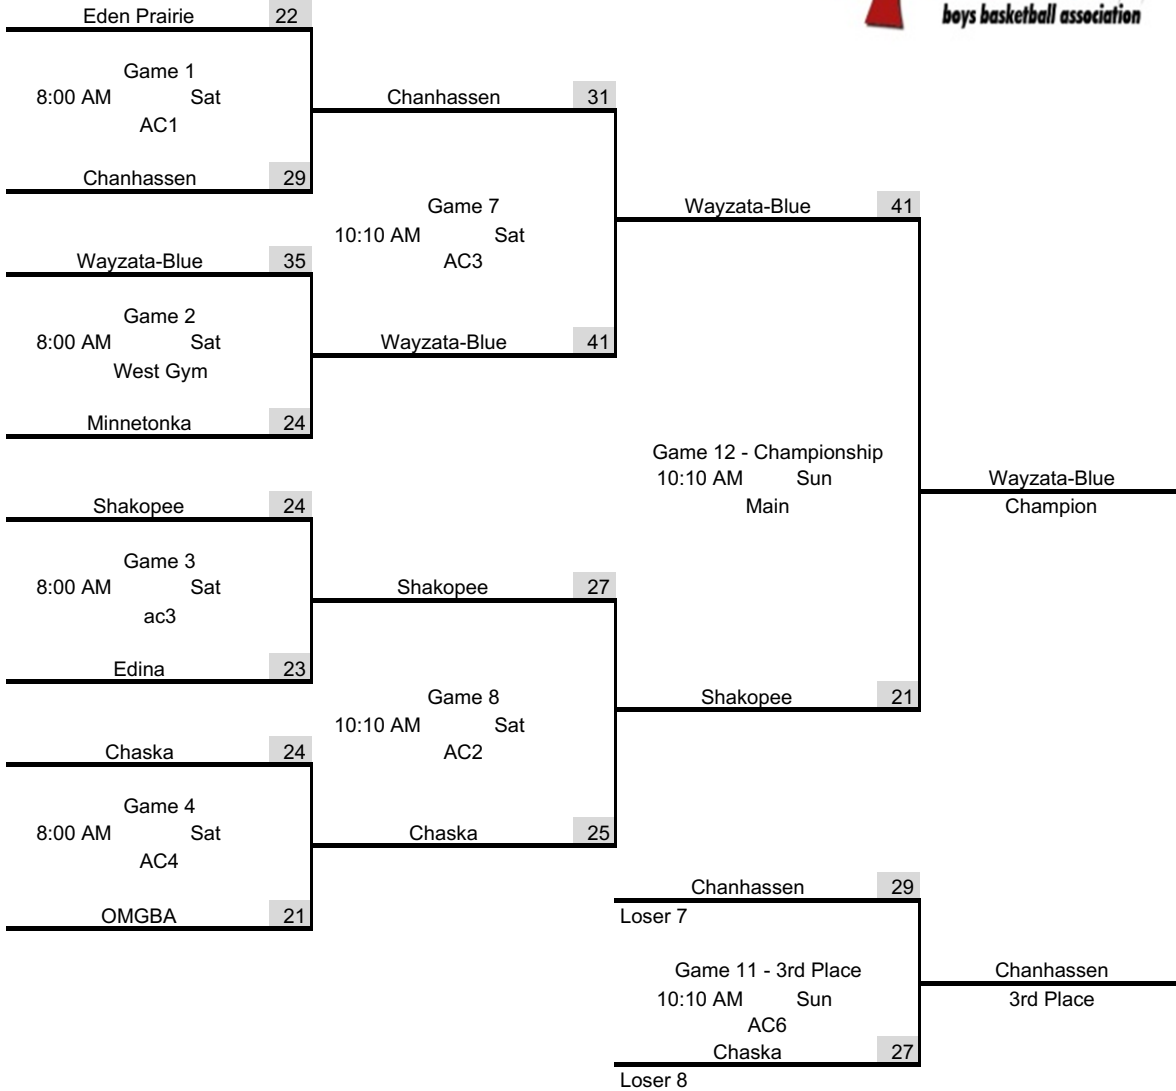 boys basketball association
Eden Prairie 22
Game 1
8:00 AM Sat
AC1
Chanhassen 29
Wayzata-Blue 35
Game 2
8:00 AM Sat
West Gym
Minnetonka 24
Shakopee 24
Game 3
8:00 AM Sat
ac3
Edina 23
Chaska 24
Game 4
8:00 AM Sat
AC4
OMGBA 21
Chanhassen 31
Game 7
10:10 AM Sat
AC3
Wayzata-Blue 41
Shakopee 27
Game 8
10:10 AM Sat
AC2
Chaska 25
Wayzata-Blue 41
Game 12 - Championship
10:10 AM Sun
Main
Shakopee 21
Wayzata-Blue
Champion
Chanhassen 29
Loser 7
Game 11 - 3rd Place
10:10 AM Sun
AC6
Chaska 27
Loser 8
Chanhassen
3rd Place